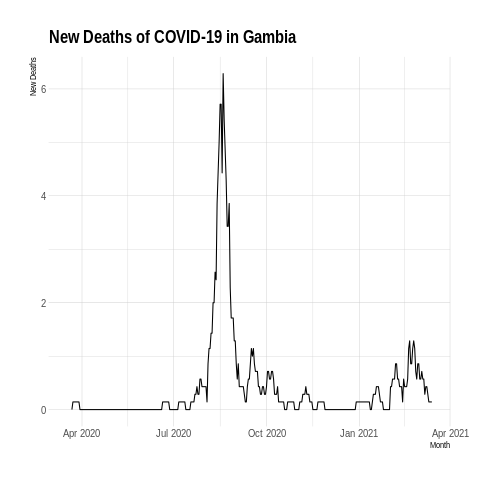 New Deaths of COVID-19 in Gambia
New Deaths
6
4
2
0
Apr 2020 Jul 2020 Oct 2020 Jan 2021 Apr 2021
Month